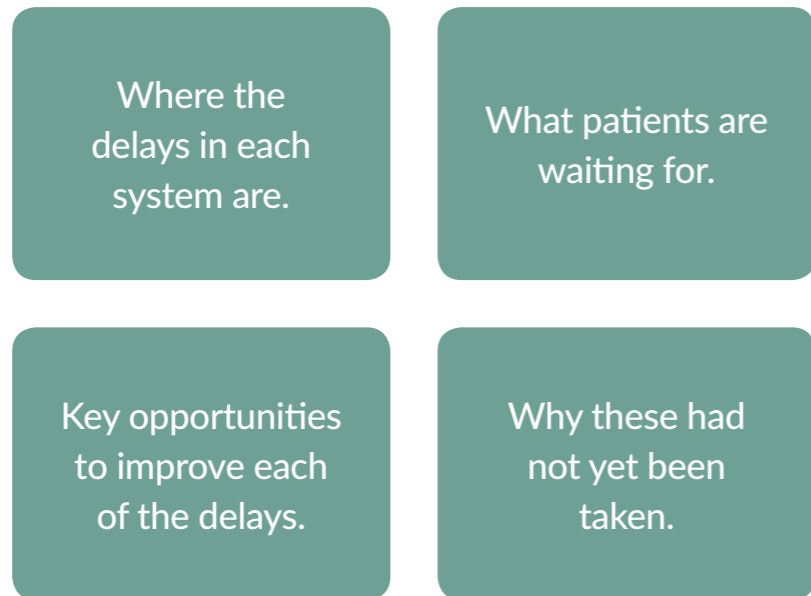 Where the
delays in each
system are.
What patients are
waiting for.
Key opportunities
to improve each
of the delays.
Why these had
not yet been
taken.